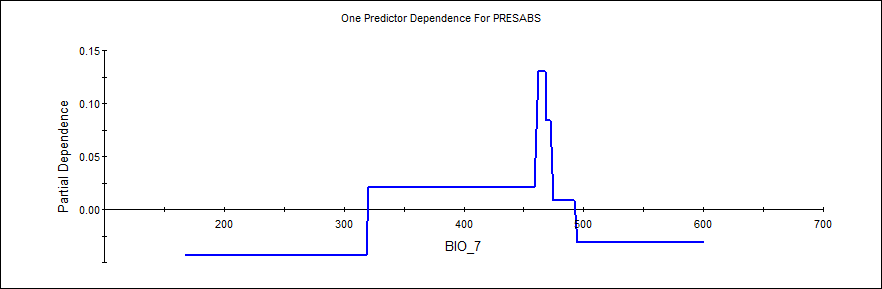 One Predictor Dependence For PRESABS
0.15
0.10
0.05
0.00
Partial Dependence
200 300 400 500 600 700
BIO_7